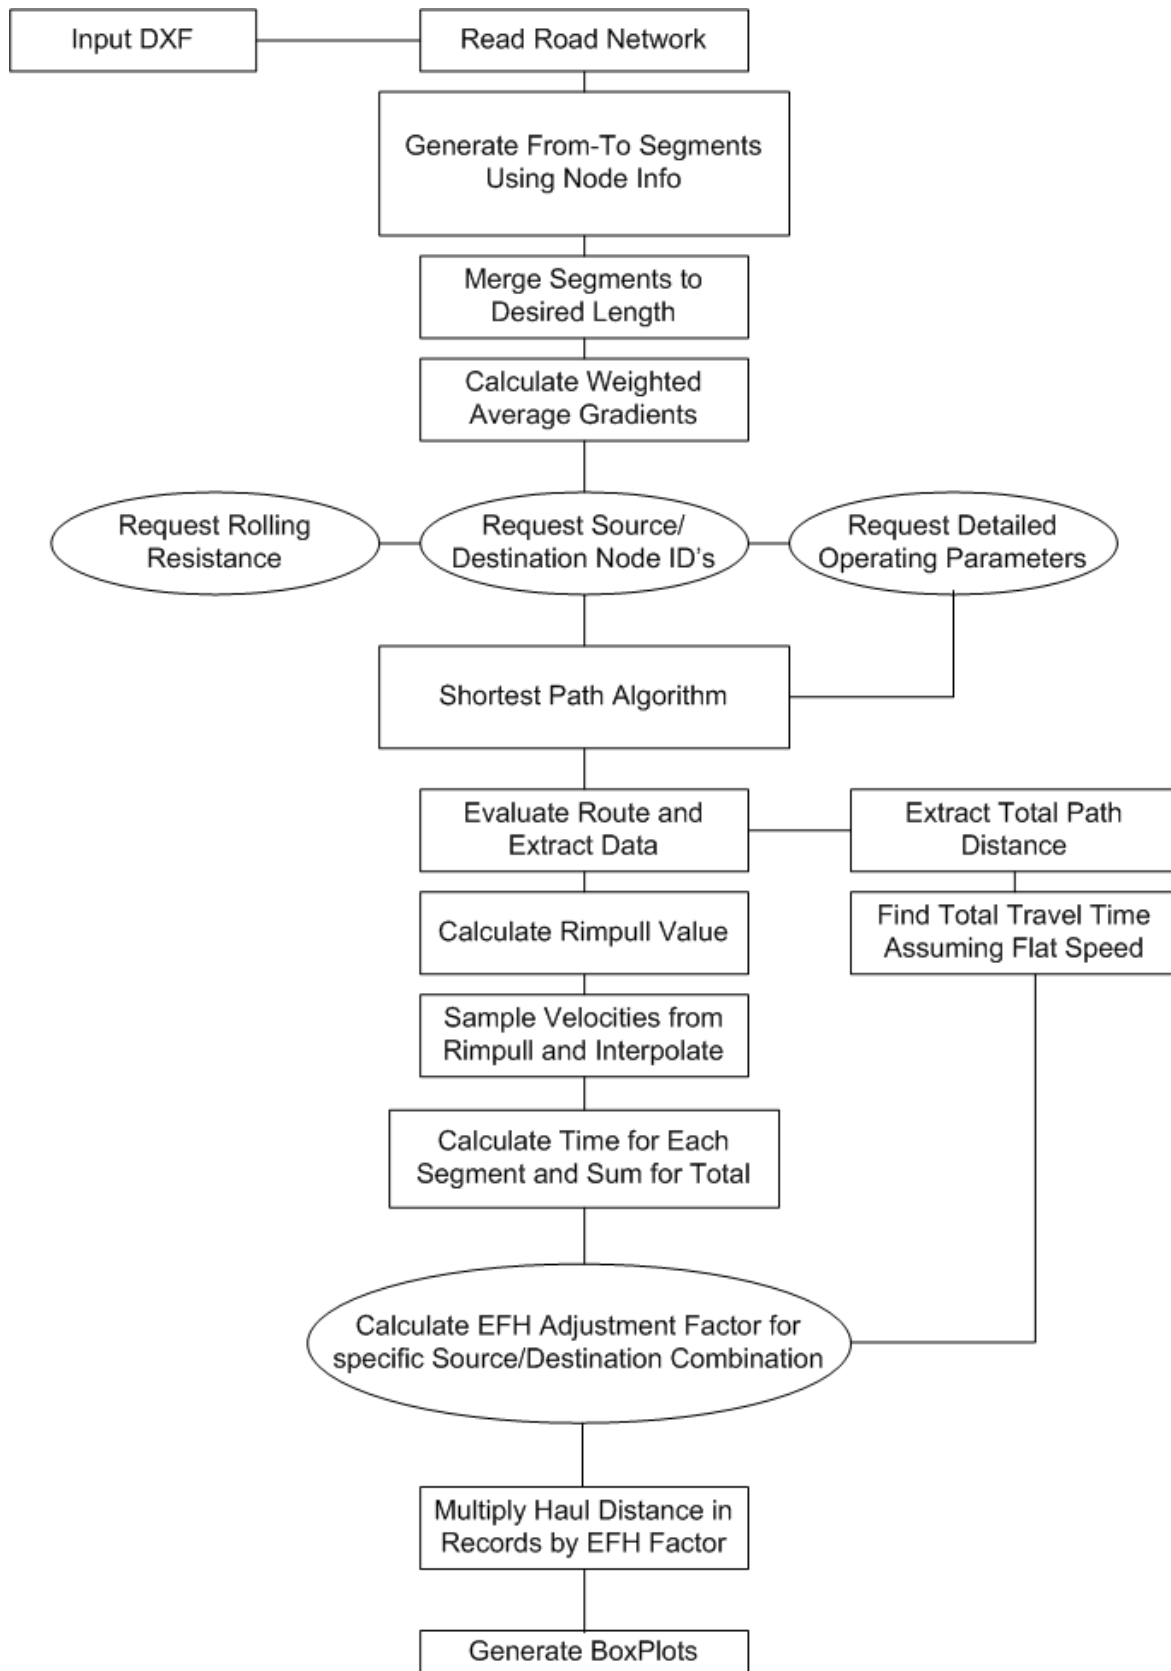 Input DXF
Read Road Network
Generate From-To Segments
Using Node Info
Merge Segments to
Desired Length
Calculate Weighted
Average Gradients
Request Rolling
Resistance
Request Source/
Destination Node ID's
Request Detailed
Operating Parameters
Shortest Path Algorithm
Evaluate Route and
Extract Data
Extract Total Path
Distance
Calculate Rimpull Value
Find Total Travel Time
Assuming Flat Speed
Sample Velocities from
Rimpull and Interpolate
Calculate Time for Each
Segment and Sum for Total
Calculate EFH Adjustment Factor for
specific Source/Destination Combination
Multiply Haul Distance in
Records by EFH Factor
Generate BoxPlots